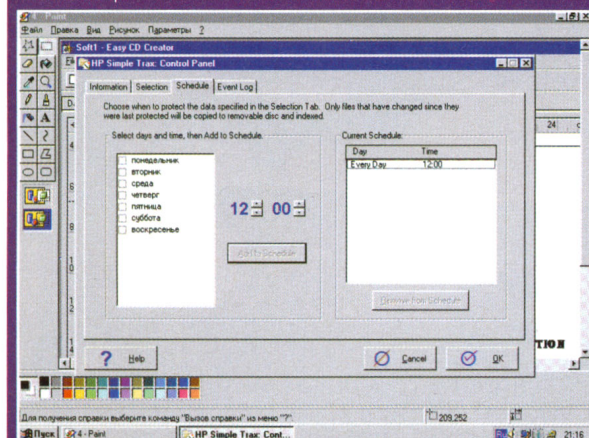 4 - Paint
Файл Правка Вид Рисунок Параметры ?
Soft1 - Easy CD Creator
HP Simple Trax: Control Panel
Information Selection Schedule Event Log
Choose when to protect the data specified in the Selection Tab. Only files that have changed since they
were last protected will be copied to removable disc and indexed.
Select days and time, then Add to Schedule.
Current Schedule:
Day Time
Every Day 12:00
понедельник
вторник
среда
четверг
пятница
суббота
воскресенье
12 00
Add to Schedule
Remove from Schedule
24
TION
? Help
Cancel
OK
Для получения справки выберите команду "Вызов справки" из меню "?".
209,252
Пуск
4 - Paint
HP Simple Trax: Cont...
21:16